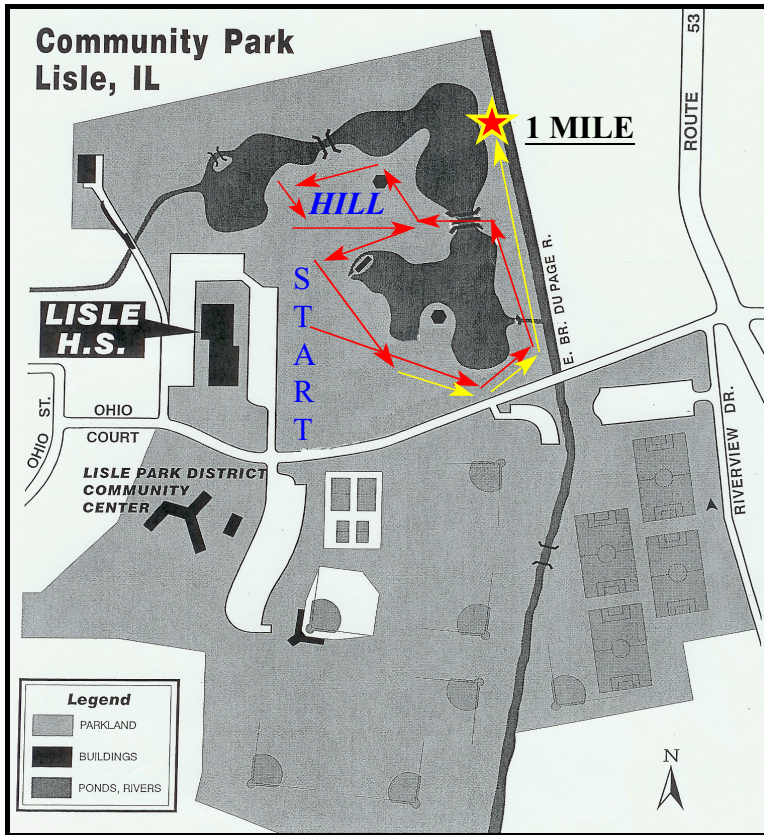 Community Park
Lisle, IL
53
ROUTE
1 MILE
HILL
START
E. BR. DU PAGE R.
LISLE
H.S.
OHIO ST.
OHIO
COURT
RIVERVIEW DR.
LISLE PARK DISTRICT
COMMUNITY
CENTER
Legend
PARKLAND
BUILDINGS
PONDS, RIVERS
N